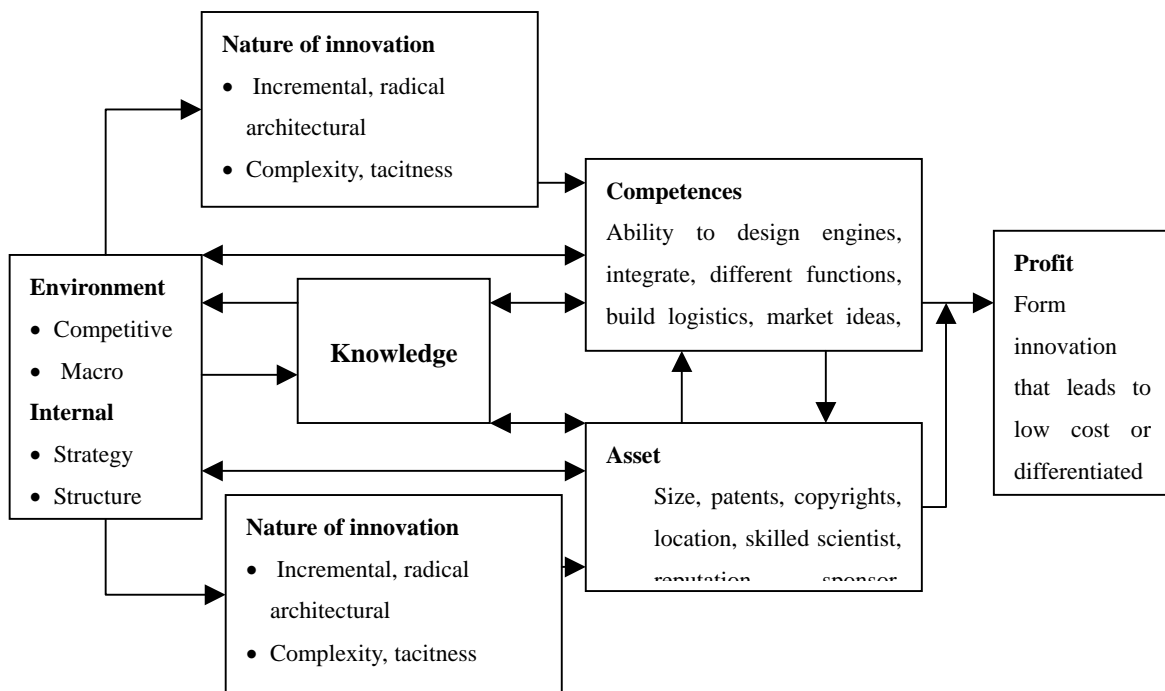 Nature of innovation
• Incremental, radical
architectural
• Complexity, tacitness
Competences
Ability to design engines,
integrate, different functions,
build logistics, market ideas,
Environment
• Competitive
• Macro
Internal
• Strategy
• Structure
Knowledge
Profit
Form
innovation
that leads to
low cost or
differentiated
Asset
Size, patents, copyrights,
location, skilled scientist,
reputation sponsor
Nature of innovation
• Incremental, radical
architectural
• Complexity, tacitness